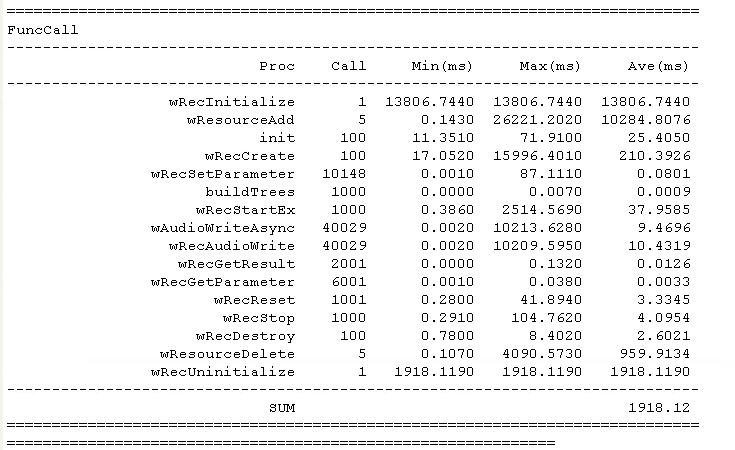 ================================================================================
FuncCall
--------------------------------------------------------------------------------
Proc Call Min(ms) Max(ms) Ave(ms)
--------------------------------------------------------------------------------
wRecInitialize 1 13806.7440 13806.7440 13806.7440
wResourceAdd 5 0.1430 26221.2020 10284.8076
init 100 11.3510 71.9100 25.4050
wRecCreate 100 17.0520 15996.4010 210.3926
wRecSetParameter 10148 0.0010 87.1110 0.0801
buildTrees 1000 0.0000 0.0070 0.0009
wRecStartEx 1000 0.3860 2514.5690 37.9585
wAudioWriteAsync 40029 0.0020 10213.6280 9.4696
wRecAudioWrite 40029 0.0020 10209.5950 10.4319
wRecGetResult 2001 0.0000 0.1320 0.0126
wRecGetParameter 6001 0.0010 0.0380 0.0033
wRecReset 1001 0.2800 41.8940 3.3345
wRecStop 1000 0.2910 104.7620 4.0954
wRecDestroy 100 0.7800 8.4020 2.6021
wResourceDelete 5 0.1070 4090.5730 959.9134
wRecUninitialize 1 1918.1190 1918.1190 1918.1190
--------------------------------------------------------------------------------
SUM 1918.12
================================================================================
===============================================================